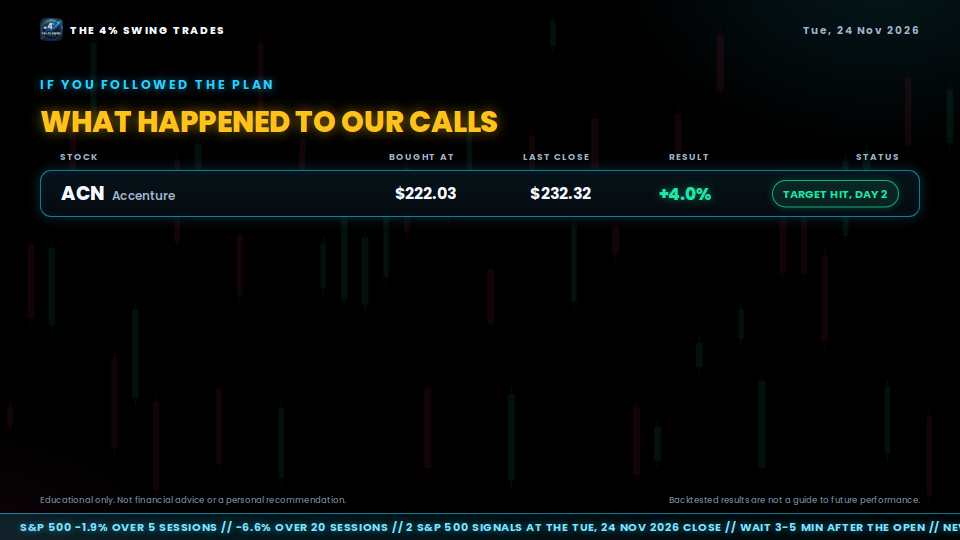 THE 4% SWING TRADES
Tue, 24 Nov 2026
IF YOU FOLLOWED THE PLAN
WHAT HAPPENED TO OUR CALLS
STOCK BOUGHT AT LAST CLOSE RESULT STATUS
ACN Accenture $222.03 $232.32 +4.0% TARGET HIT, DAY 2
Educational only. Not financial advice or a personal recommendation.
Backtested results are not a guide to future performance.
S&P 500 -1.9% OVER 5 SESSIONS // -6.6% OVER 20 SESSIONS // 2 S&P 500 SIGNALS AT THE TUE, 24 NOV 2026 CLOSE // WAIT 3-5 MIN AFTER THE OPEN //